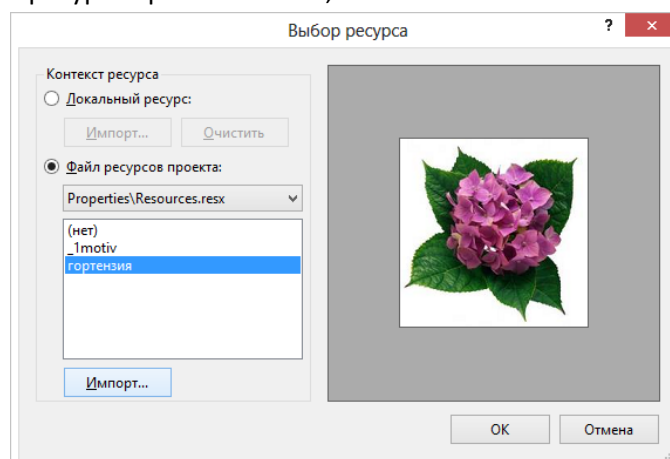 Выбор ресурса
?
×
Контекст ресурса
Локальный ресурс:
Импорт...
Очистить
Файл ресурсов проекта:
Properties\Resources.resx
(нет)
_1motiv
гортензия
Импорт...
ОК
Отмена